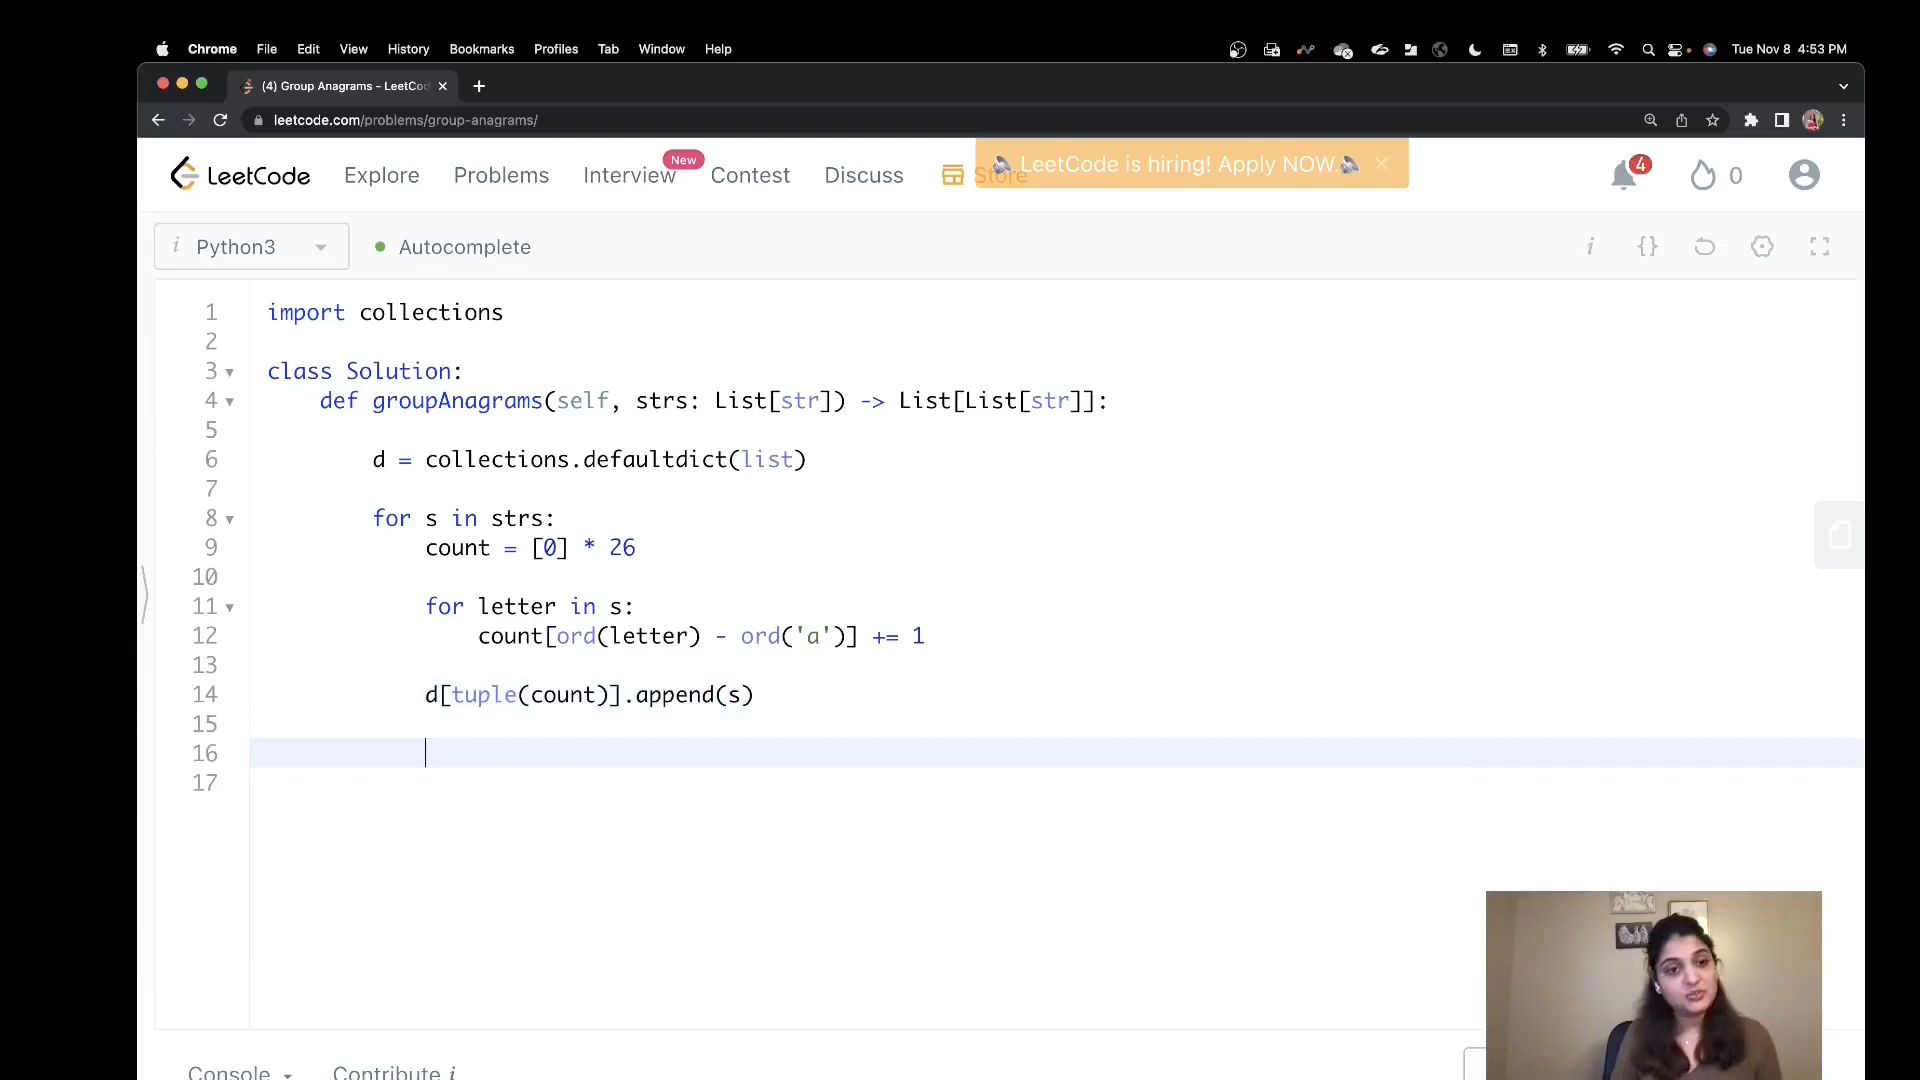 Chrome File Edit View History Bookmarks Profiles Tab Window Help Tue Nov 8 4:53 PM
(4) Group Anagrams - LeetCod
leetcode.com/problems/group-anagrams/
LeetCode Explore Problems Interview New Contest Discuss Store LeetCode is hiring! Apply NOW. 4 0
i Python3 Autocomplete i {}
1 import collections
2
3 class Solution:
4 def groupAnagrams(self, strs: List[str]) -> List[List[str]]:
5
6 d = collections.defaultdict(list)
7
8 for s in strs:
9 count = [0] * 26
10
11 for letter in s:
12 count[ord(letter) - ord('a')] += 1
13
14 d[tuple(count)].append(s)
15
16
17
Console Contribute i